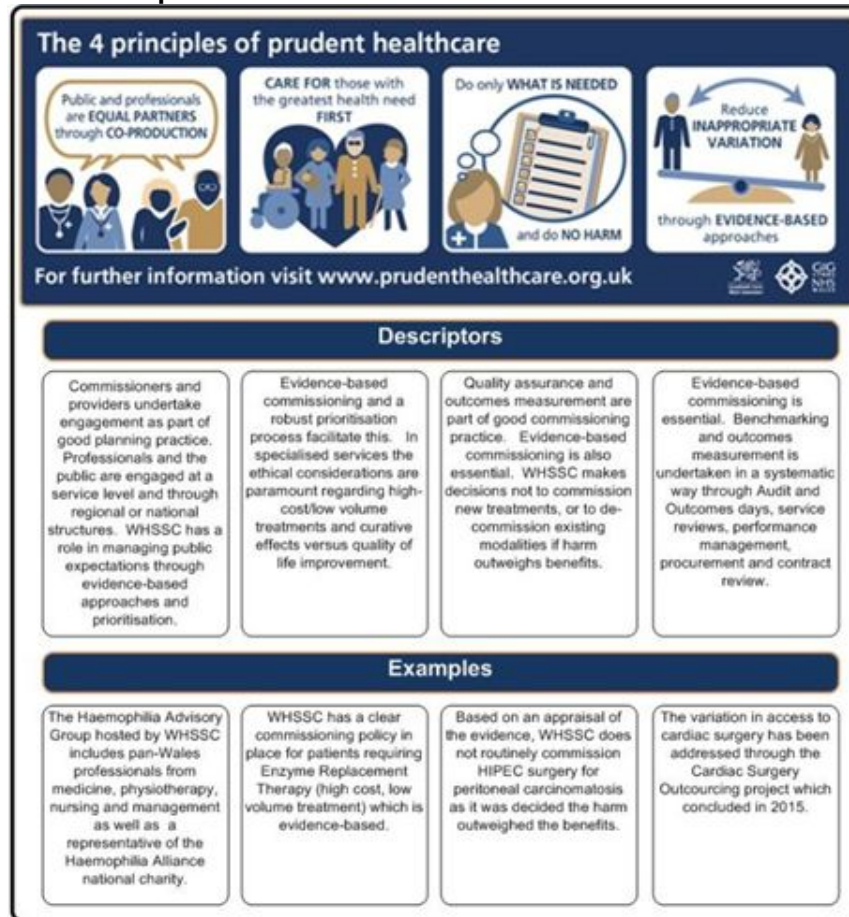 The 4 principles of prudent healthcare
Public and professionals
are EQUAL PARTNERS
through CO-PRODUCTION
CARE FOR those with
the greatest health need
FIRST
Do only WHAT IS NEEDED
and do NO HARM
Reduce
INAPPROPRIATE
VARIATION
through EVIDENCE-BASED
approaches
For further information visit www.prudenthealthcare.org.uk
GIG
NHS
Descriptors
Commissioners and
providers undertake
engagement as part of
good planning practice.
Professionals and the
public are engaged at a
service level and through
regional or national
structures. WHSSC has a
role in managing public
expectations through
evidence-based
approaches and
prioritisation.
Evidence-based
commissioning and a
robust prioritisation
process facilitate this. In
specialised services the
ethical considerations are
paramount regarding high-
cost/low volume
treatments and curative
effects versus quality of
life improvement.
Quality assurance and
outcomes measurement are
part of good commissioning
practice. Evidence-based
commissioning is also
essential. WHSSC makes
decisions not to commission
new treatments, or to de-
commission existing
modalities if harm
outweighs benefits.
Evidence-based
commissioning is
essential. Benchmarking
and outcomes
measurement is
undertaken in a systematic
way through Audit and
Outcomes days, service
reviews, performance
management,
procurement and contract
review.
Examples
The Haemophilia Advisory
Group hosted by WHSSC
includes pan-Wales
professionals from
medicine, physiotherapy,
nursing and management
as well as a
representative of the
Haemophilia Alliance
national charity.
WHSSC has a clear
commissioning policy in
place for patients requiring
Enzyme Replacement
Therapy (high cost, low
volume treatment) which is
evidence-based.
Based on an appraisal of
the evidence, WHSSC does
not routinely commission
HIPEC surgery for
peritoneal carcinomatosis
as it was decided the harm
outweighed the benefits.
The variation in access to
cardiac surgery has been
addressed through the
Cardiac Surgery
Outcourcing project which
concluded in 2015.